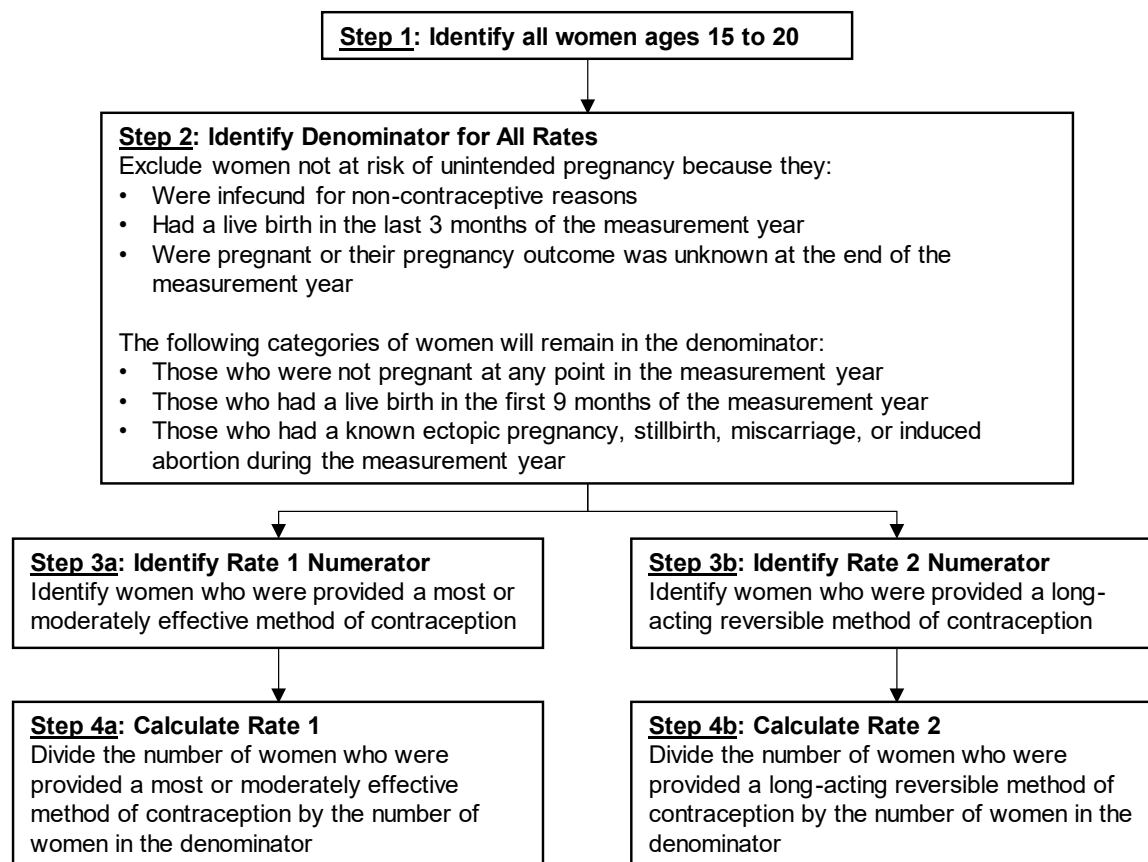 Step 1: Identify all women ages 15 to 20
Step 2: Identify Denominator for All Rates
Exclude women not at risk of unintended pregnancy because they:
• Were infecund for non-contraceptive reasons
• Had a live birth in the last 3 months of the measurement year
• Were pregnant or their pregnancy outcome was unknown at the end of the
measurement year
The following categories of women will remain in the denominator:
• Those who were not pregnant at any point in the measurement year
• Those who had a live birth in the first 9 months of the measurement year
• Those who had a known ectopic pregnancy, stillbirth, miscarriage, or induced
abortion during the measurement year
Step 3a: Identify Rate 1 Numerator
Identify women who were provided a most or
moderately effective method of contraception
Step 3b: Identify Rate 2 Numerator
Identify women who were provided a long-
acting reversible method of contraception
Step 4a: Calculate Rate 1
Divide the number of women who were
provided a most or moderately effective
method of contraception by the number of
women in the denominator
Step 4b: Calculate Rate 2
Divide the number of women who were
provided a long-acting reversible method of
contraception by the number of women in the
denominator